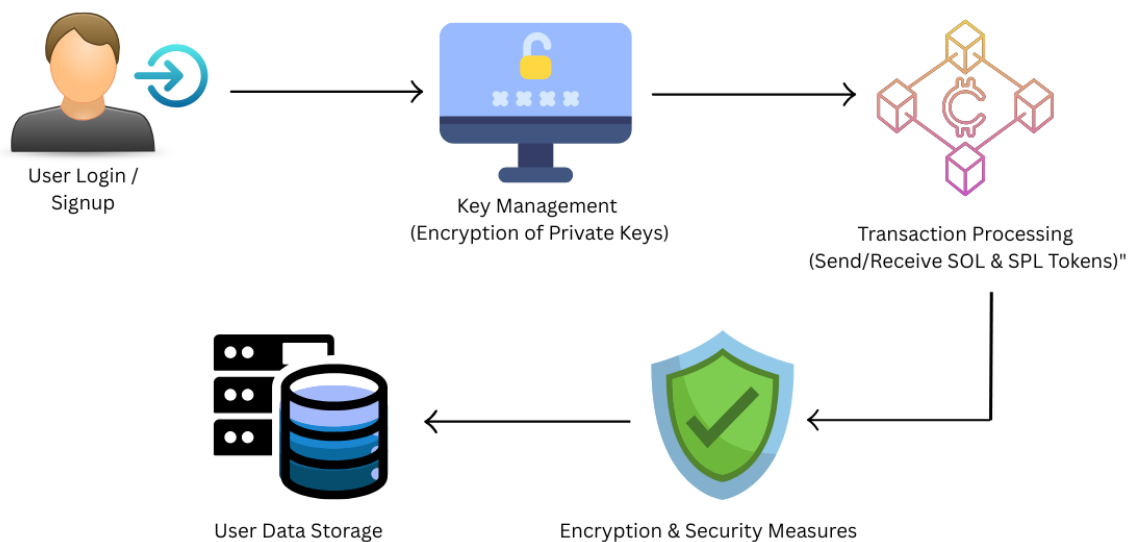 User Login /
Signup
Key Management
(Encryption of Private Keys)
Transaction Processing
(Send/Receive SOL & SPL Tokens)"
User Data Storage
Encryption & Security Measures